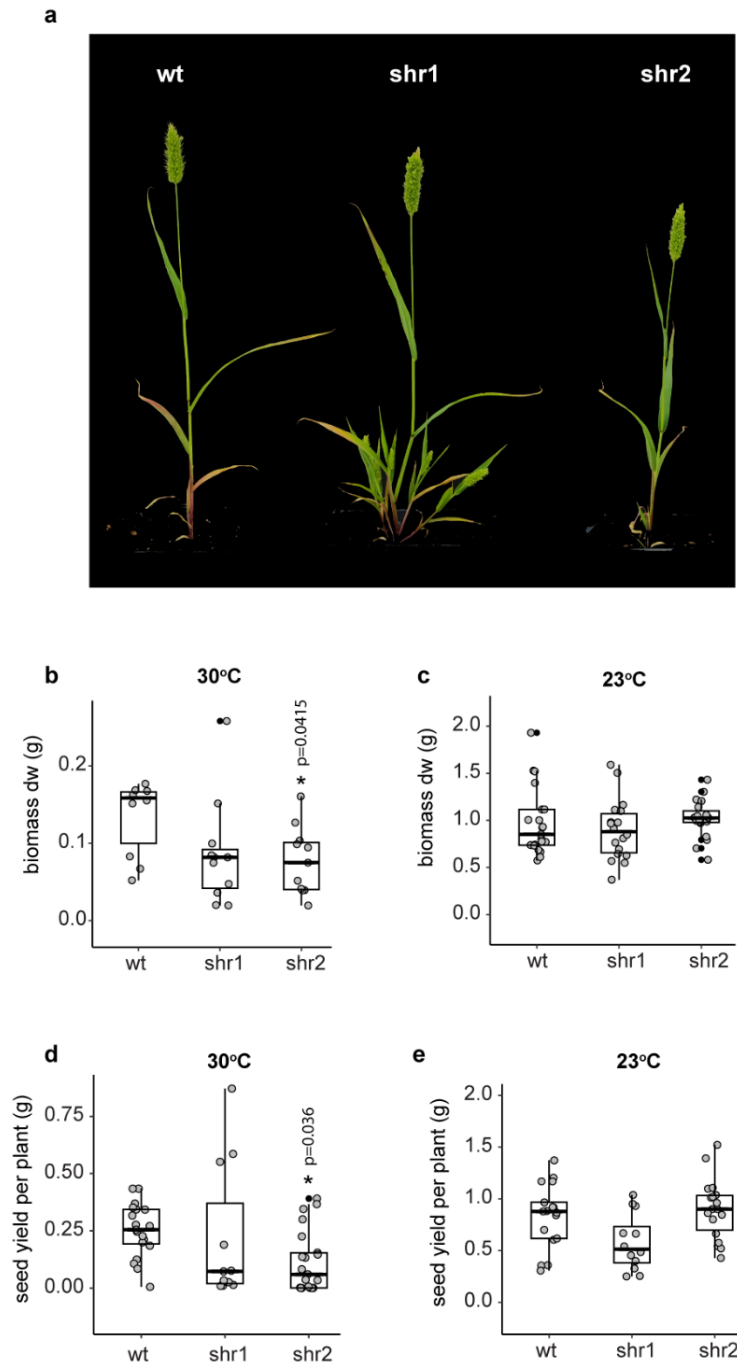 a
wt shr1 shr2
b 30°C
c 23°C
biomass dw (g)
0.2
0.1
0.0
* p=0.0415
wt shr1 shr2
biomass dw (g)
2.0
1.5
1.0
0.5
0.0
wt shr1 shr2
d 30°C
e 23°C
seed yield per plant (g)
0.75
0.50
0.25
0.00
* p=0.036
wt shr1 shr2
seed yield per plant (g)
2.0
1.5
1.0
0.5
0.0
wt shr1 shr2